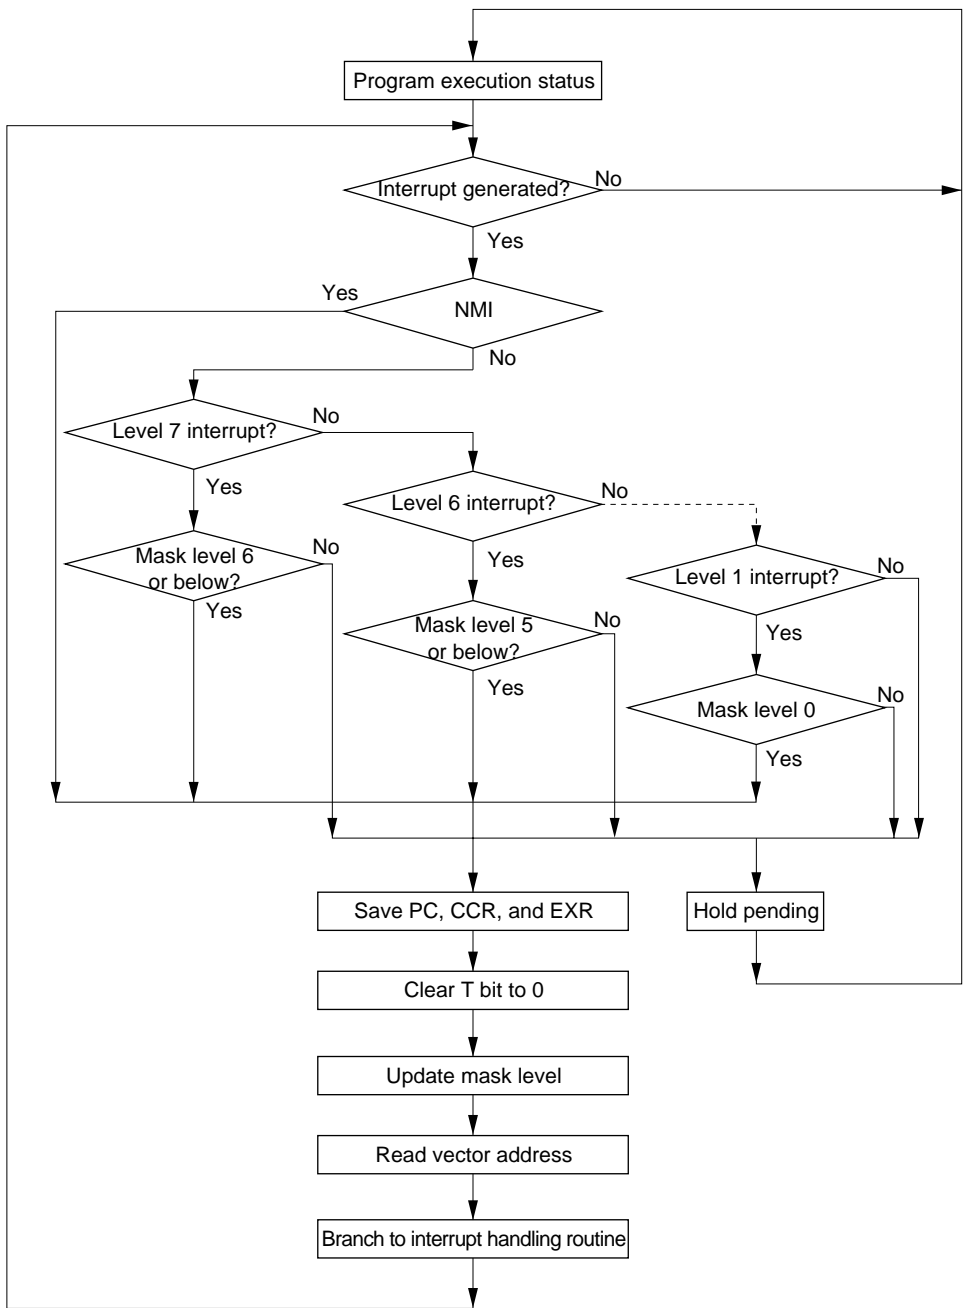 Program execution status
Interrupt generated?
No
Yes
Yes
NMI
No
Level 7 interrupt?
No
Yes
Level 6 interrupt?
No
Mask level 6
or below?
No
Yes
Level 1 interrupt?
No
Yes
Mask level 5
or below?
No
Yes
Yes
Mask level 0
No
Yes
Save PC, CCR, and EXR
Hold pending
Clear T bit to 0
Update mask level
Read vector address
Branch to interrupt handling routine